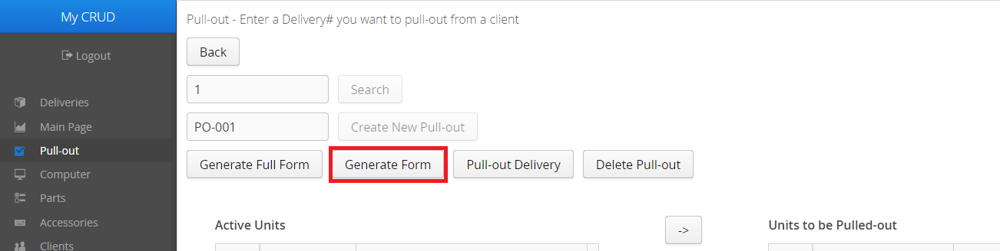 My CRUD
Logout
Deliveries
Main Page
Pull-out
Computer
Parts
Accessories
Clients
Pull-out - Enter a Delivery# you want to pull-out from a client
Back
1 Search
PO-001 Create New Pull-out
Generate Full Form Generate Form Pull-out Delivery Delete Pull-out
Active Units -> Units to be Pulled-out